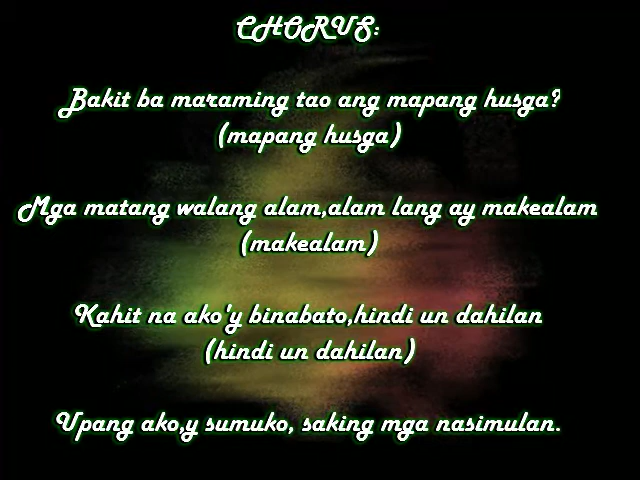 CHORUS:
Bakit ba maraming tao ang mapang husga?
(mapang husga)
Mga matang walang alam,alam lang ay makealam
(makealam)
Kahit na ako'y binabato,hindi un dahilan
(hindi un dahilan)
Upang ako,y sumuko, saking mga nasimulan.